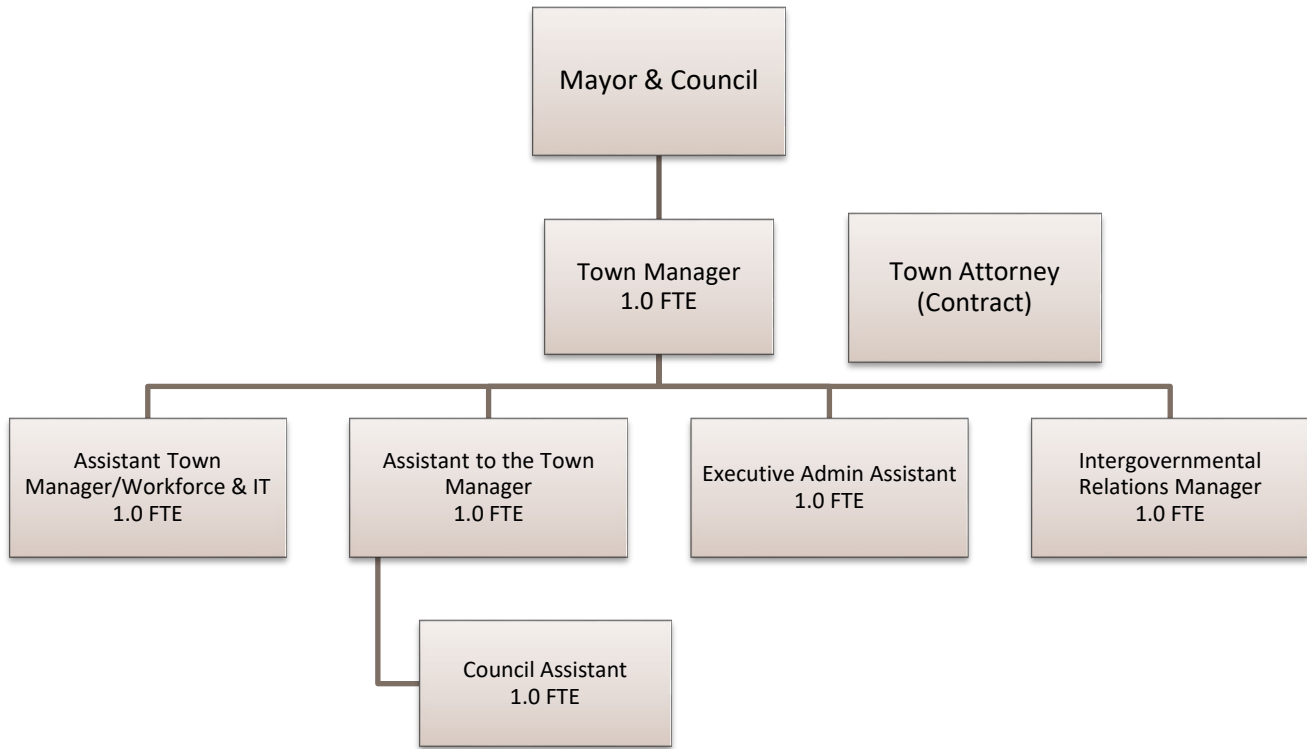 Mayor & Council
Town Manager
1.0 FTE
Town Attorney
(Contract)
Assistant Town
Manager/Workforce & IT
1.0 FTE
Assistant to the Town
Manager
1.0 FTE
Executive Admin Assistant
1.0 FTE
Intergovernmental
Relations Manager
1.0 FTE
Council Assistant
1.0 FTE